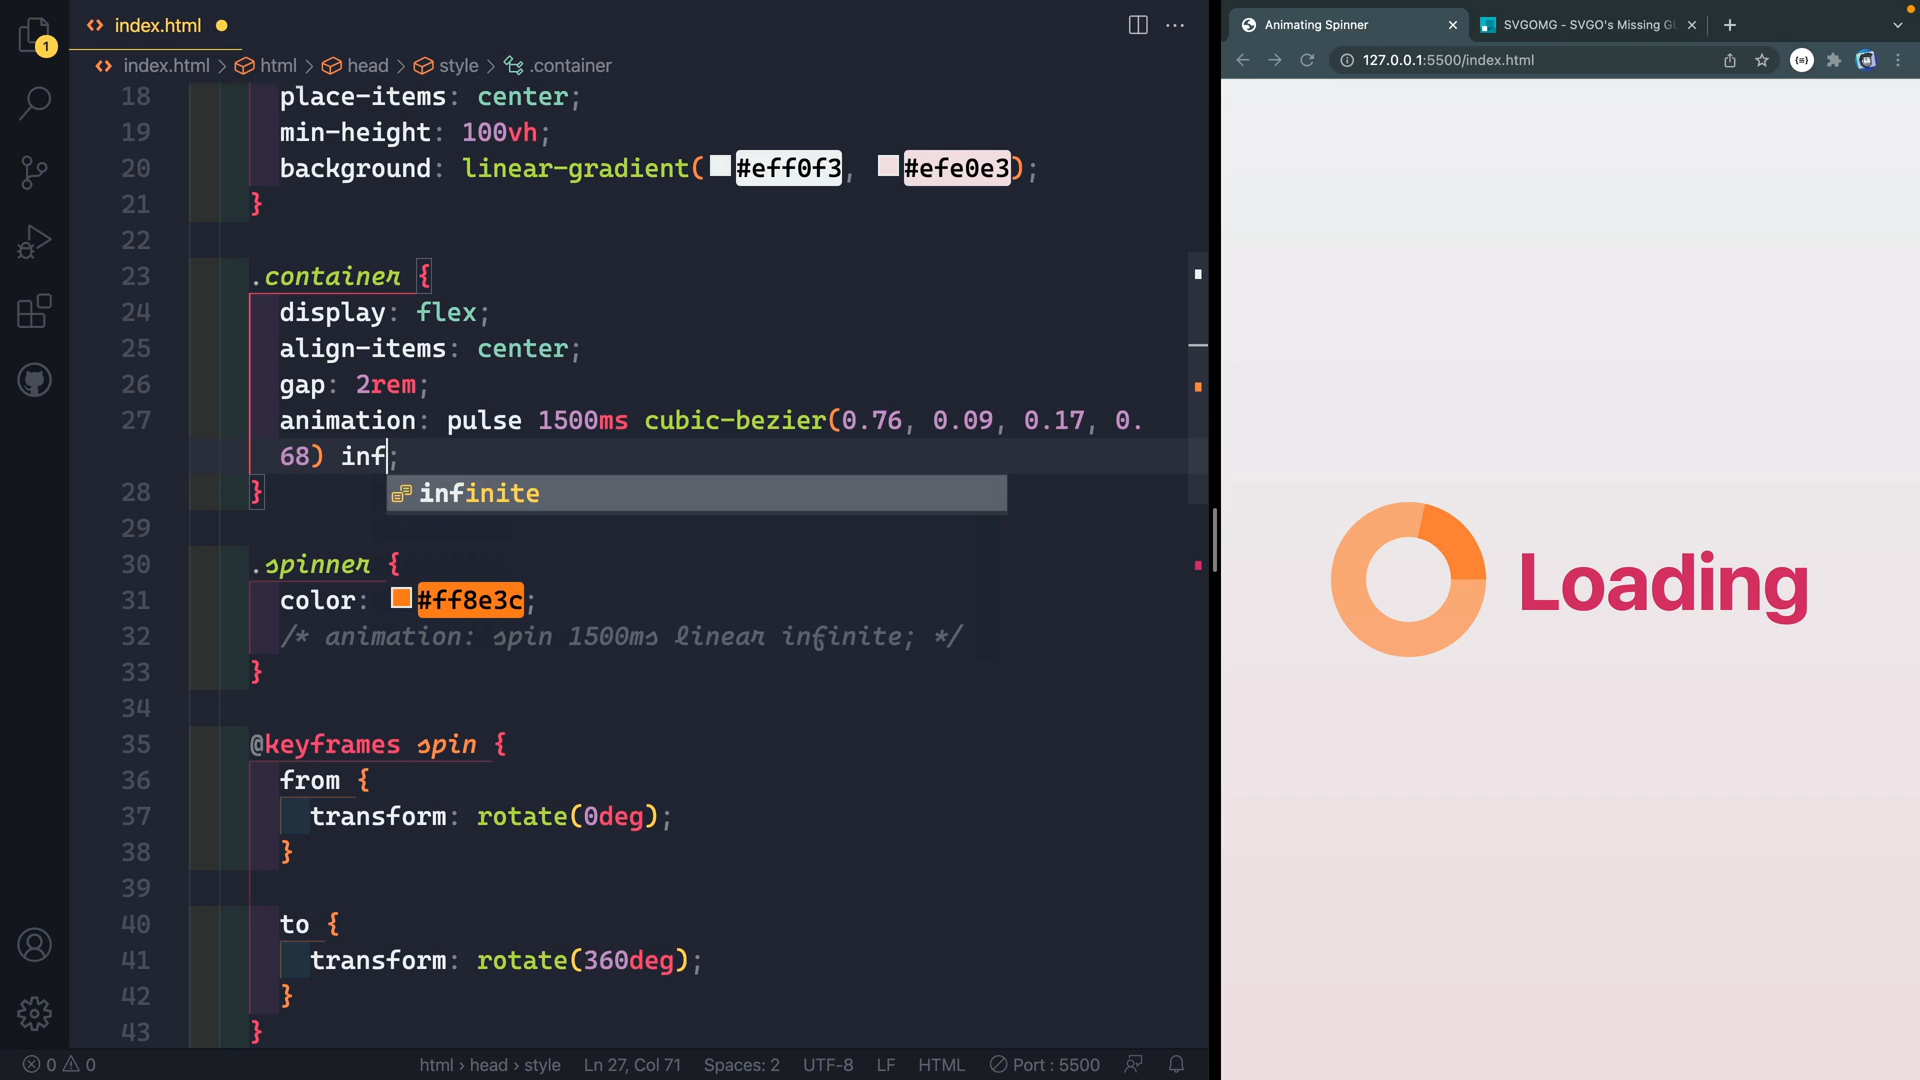 1
index.html
index.html > html > head > style > .container
18 place-items: center;
19 min-height: 100vh;
20 background: linear-gradient(#eff0f3, #efe0e3);
21 }
22
23 .container {
24 display: flex;
25 align-items: center;
26 gap: 2rem;
27 animation: pulse 1500ms cubic-bezier(0.76, 0.09, 0.17, 0.
68) inf;
infinite
28 }
29
30 .spinner {
31 color: #ff8e3c;
32 /* animation: spin 1500ms linear infinite; */
33 }
34
35 @keyframes spin {
36 from {
37 transform: rotate(0deg);
38 }
39
40 to {
41 transform: rotate(360deg);
42 }
43 }
0 0 html > head > style Ln 27, Col 71 Spaces: 2 UTF-8 LF HTML Port : 5500
Animating Spinner
SVGOMG - SVGO's Missing GU
127.0.0.1:5500/index.html
Loading